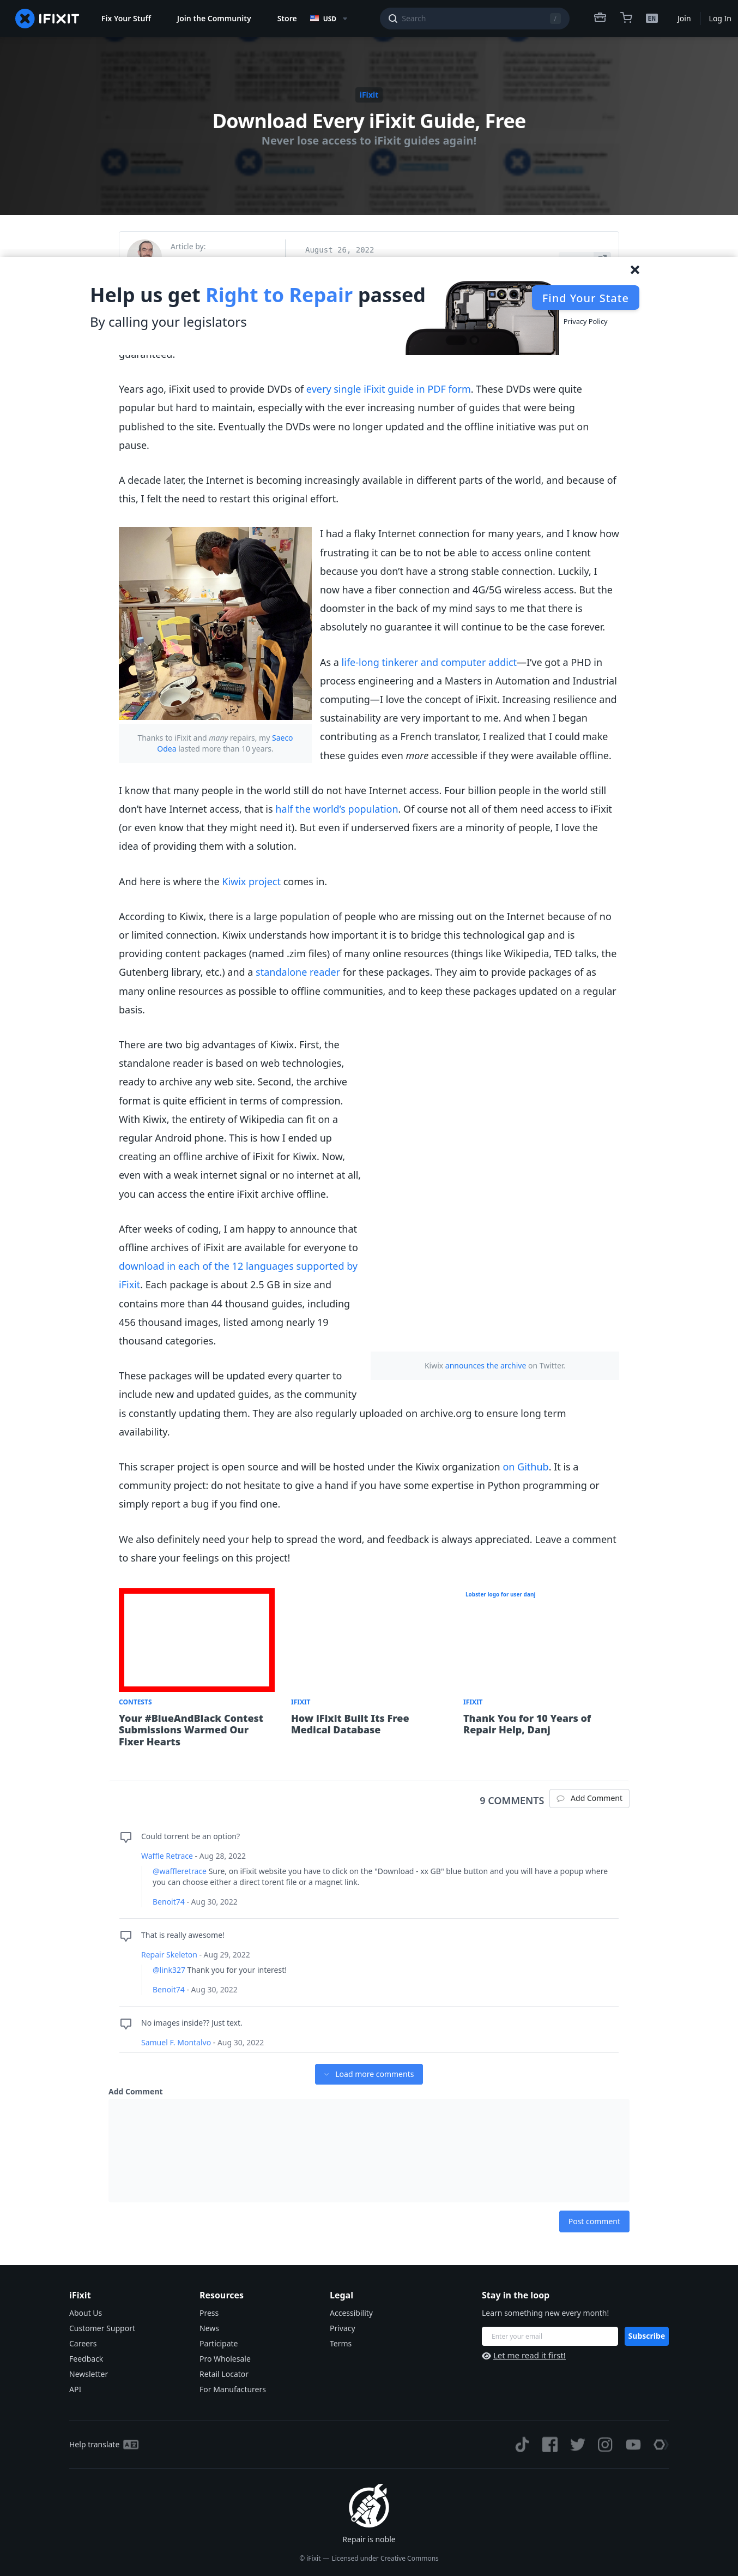 IFIXIT
Fix Your Stuff
Join the Community
Store
USD
Search
/
EN
Join
Log In
iFixit
Download Every iFixit Guide, Free
Never lose access to iFixit guides again!
Article by:
August 26, 2022
Help us get Right to Repair passed
By calling your legislators
Find Your State
Privacy Policy
guaranteed.
Years ago, iFixit used to provide DVDs of every single iFixit guide in PDF form. These DVDs were quite
popular but hard to maintain, especially with the ever increasing number of guides that were being
published to the site. Eventually the DVDs were no longer updated and the offline initiative was put on
pause.
A decade later, the Internet is becoming increasingly available in different parts of the world, and because of
this, I felt the need to restart this original effort.
I had a flaky Internet connection for many years, and I know how
frustrating it can be to not be able to access online content
because you don’t have a strong stable connection. Luckily, I
now have a fiber connection and 4G/5G wireless access. But the
doomster in the back of my mind says to me that there is
absolutely no guarantee it will continue to be the case forever.
As a life-long tinkerer and computer addict—I’ve got a PHD in
process engineering and a Masters in Automation and Industrial
computing—I love the concept of iFixit. Increasing resilience and
sustainability are very important to me. And when I began
contributing as a French translator, I realized that I could make
these guides even more accessible if they were available offline.
Thanks to iFixit and many repairs, my Saeco
Odea lasted more than 10 years.
I know that many people in the world still do not have Internet access. Four billion people in the world still
don’t have Internet access, that is half the world’s population. Of course not all of them need access to iFixit
(or even know that they might need it). But even if underserved fixers are a minority of people, I love the
idea of providing them with a solution.
And here is where the Kiwix project comes in.
According to Kiwix, there is a large population of people who are missing out on the Internet because of no
or limited connection. Kiwix understands how important it is to bridge this technological gap and is
providing content packages (named .zim files) of many online resources (things like Wikipedia, TED talks, the
Gutenberg library, etc.) and a standalone reader for these packages. They aim to provide packages of as
many online resources as possible to offline communities, and to keep these packages updated on a regular
basis.
There are two big advantages of Kiwix. First, the
standalone reader is based on web technologies,
ready to archive any web site. Second, the archive
format is quite efficient in terms of compression.
With Kiwix, the entirety of Wikipedia can fit on a
regular Android phone. This is how I ended up
creating an offline archive of iFixit for Kiwix. Now,
even with a weak internet signal or no internet at all,
you can access the entire iFixit archive offline.
After weeks of coding, I am happy to announce that
offline archives of iFixit are available for everyone to
download in each of the 12 languages supported by
iFixit. Each package is about 2.5 GB in size and
contains more than 44 thousand guides, including
456 thousand images, listed among nearly 19
thousand categories.
Kiwix announces the archive on Twitter.
These packages will be updated every quarter to
include new and updated guides, as the community
is constantly updating them. They are also regularly uploaded on archive.org to ensure long term
availability.
This scraper project is open source and will be hosted under the Kiwix organization on Github. It is a
community project: do not hesitate to give a hand if you have some expertise in Python programming or
simply report a bug if you find one.
We also definitely need your help to spread the word, and feedback is always appreciated. Leave a comment
to share your feelings on this project!
Lobster logo for user danj
CONTESTS
Your #BlueAndBlack Contest
Submissions Warmed Our
Fixer Hearts
IFIXIT
How iFixit Built Its Free
Medical Database
IFIXIT
Thank You for 10 Years of
Repair Help, Danj
9 COMMENTS
Add Comment
Could torrent be an option?
Waffle Retrace - Aug 28, 2022
@waffleretrace Sure, on iFixit website you have to click on the "Download - xx GB" blue button and you will have a popup where
you can choose either a direct torent file or a magnet link.
Benoit74 - Aug 30, 2022
That is really awesome!
Repair Skeleton - Aug 29, 2022
@link327 Thank you for your interest!
Benoit74 - Aug 30, 2022
No images inside?? Just text.
Samuel F. Montalvo - Aug 30, 2022
Load more comments
Add Comment
Post comment
iFixit
About Us
Customer Support
Careers
Feedback
Newsletter
API
Resources
Press
News
Participate
Pro Wholesale
Retail Locator
For Manufacturers
Legal
Accessibility
Privacy
Terms
Stay in the loop
Learn something new every month!
Enter your email
Subscribe
Let me read it first!
Help translate
Repair is noble
© iFixit — Licensed under Creative Commons